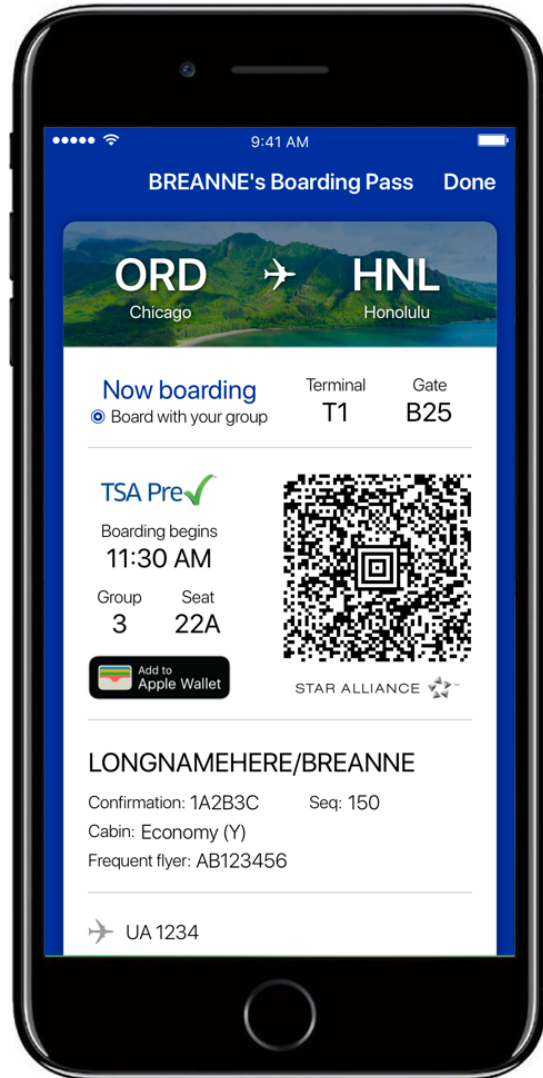 9:41 AM
BREANNE's Boarding Pass Done
ORD HNL
Chicago Honolulu
Now boarding
Board with your group
Terminal Gate
T1 B25
TSA Pre
Boarding begins
11:30 AM
Group Seat
3 22A
Add to
Apple Wallet
STAR ALLIANCE ™
LONGNAMEHERE/BREANNE
Confirmation: 1A2B3C Seq: 150
Cabin: Economy (Y)
Frequent flyer: AB123456
UA 1234